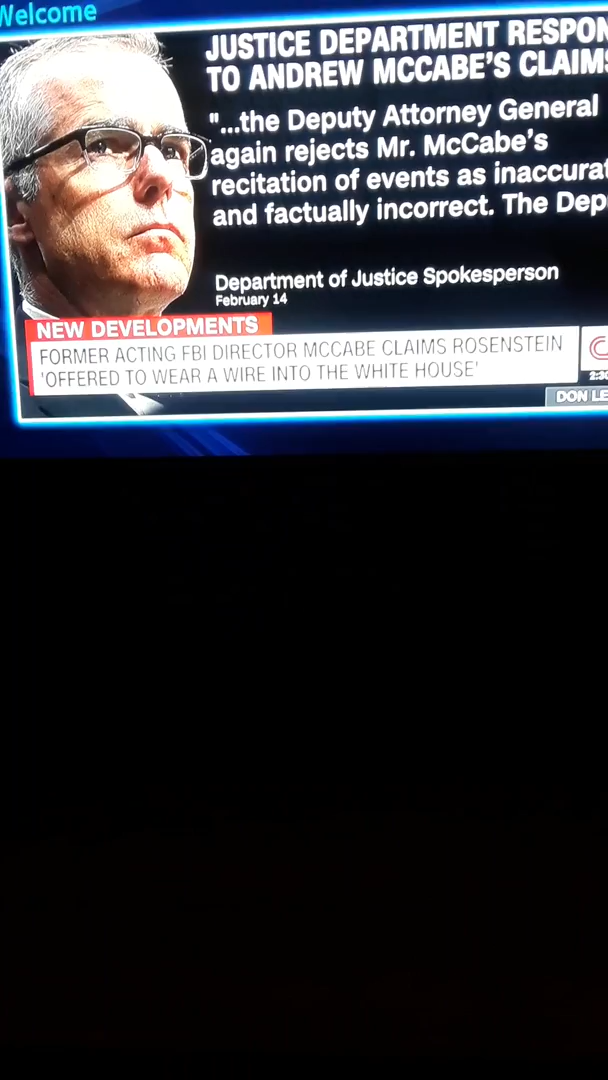 Welcome
JUSTICE DEPARTMENT RESPON
TO ANDREW MCCABE'S CLAIMS
"...the Deputy Attorney General
again rejects Mr. McCabe's
recitation of events as inaccurat
and factually incorrect. The Dep
Department of Justice Spokesperson
February 14
NEW DEVELOPMENTS
FORMER ACTING FBI DIRECTOR MCCABE CLAIMS ROSENSTEIN
'OFFERED TO WEAR A WIRE INTO THE WHITE HOUSE'
C
DON LE